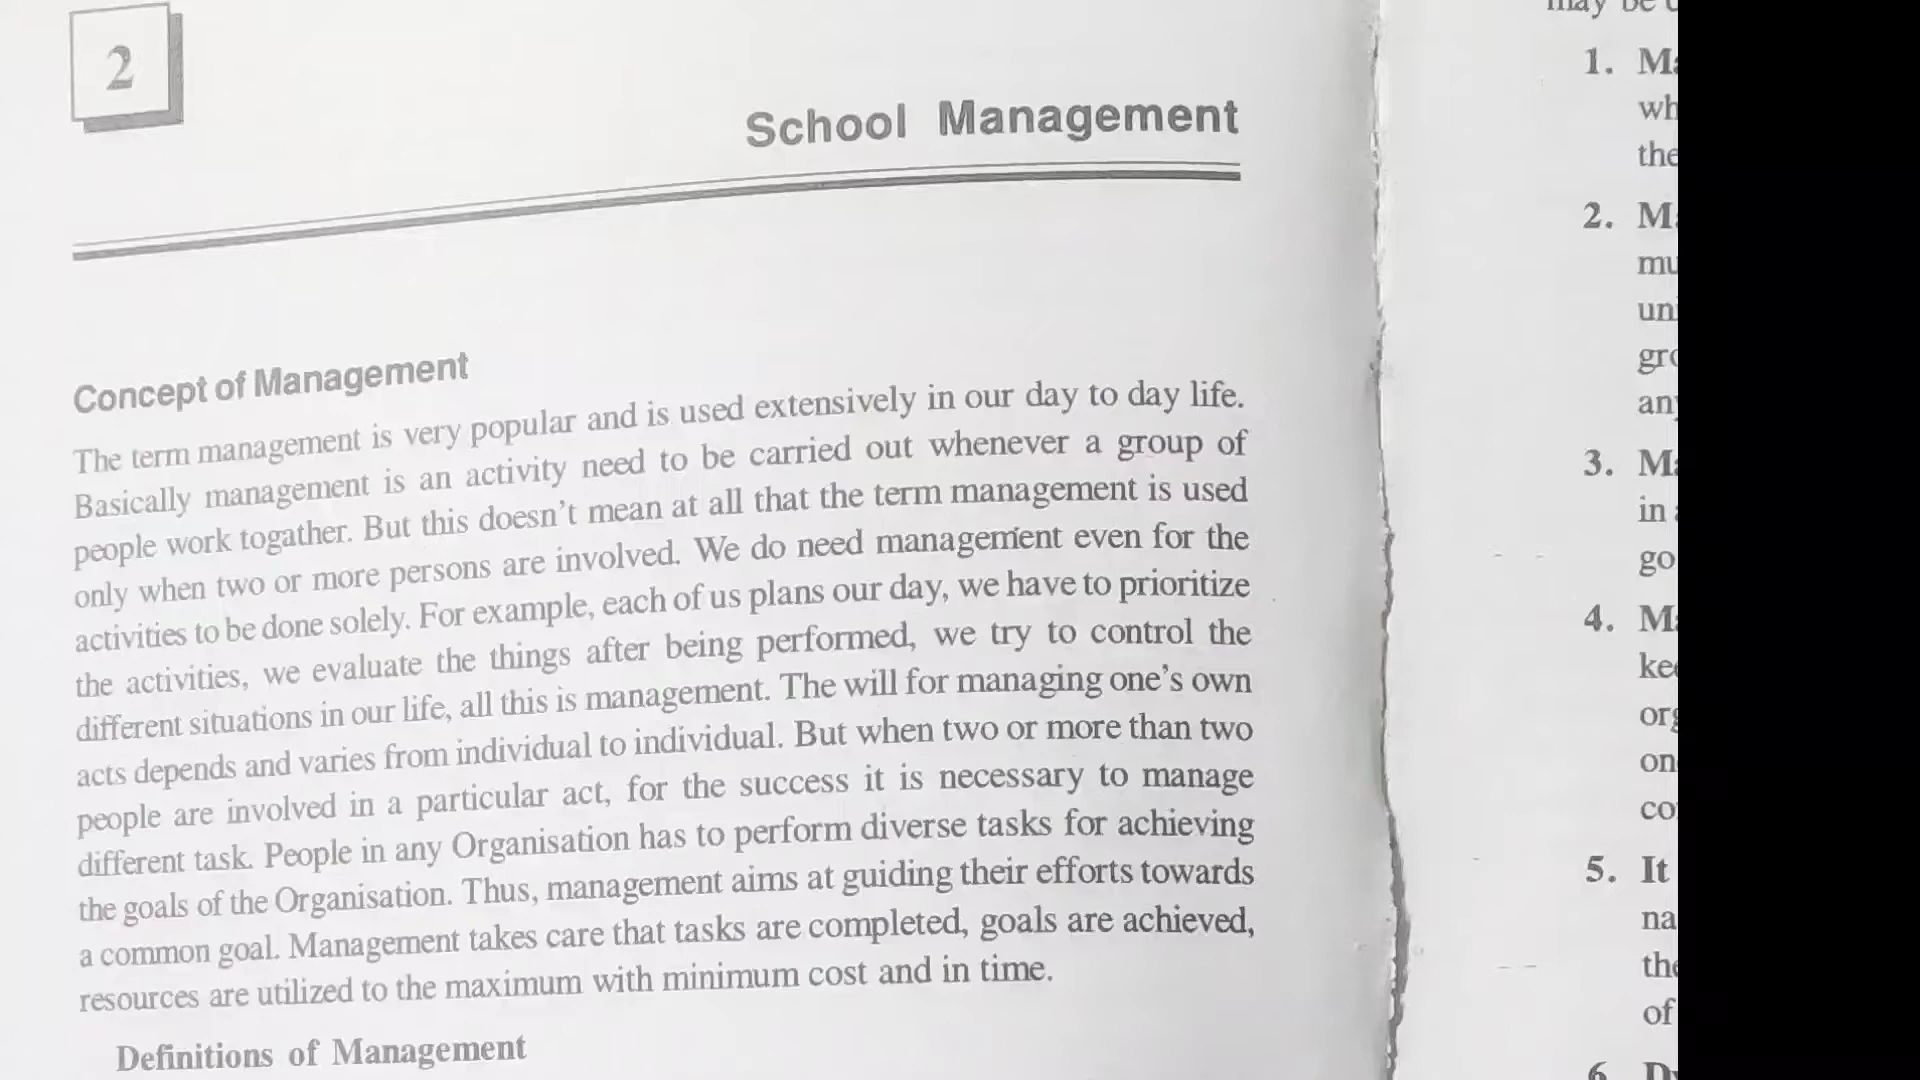 2
School Management
Concept of Management
The term management is very popular and is used extensively in our day to day life.
Basically management is an activity need to be carried out whenever a group of
people work togather. But this doesn't mean at all that the term management is used
only when two or more persons are involved. We do need management even for the
activities to be done solely. For example, each of us plans our day, we have to prioritize
the activities, we evaluate the things after being performed, we try to control the
different situations in our life, all this is management. The will for managing one's own
acts depends and varies from individual to individual. But when two or more than two
people are involved in a particular act, for the success it is necessary to manage
different task. People in any Organisation has to perform diverse tasks for achieving
the goals of the Organisation. Thus, management aims at guiding their efforts towards
a common goal. Management takes care that tasks are completed, goals are achieved,
resources are utilized to the maximum with minimum cost and in time.
Definitions of Management
may be
1.
the
2.
3.
in
go
4.
on
5. It
na
the
of
6.